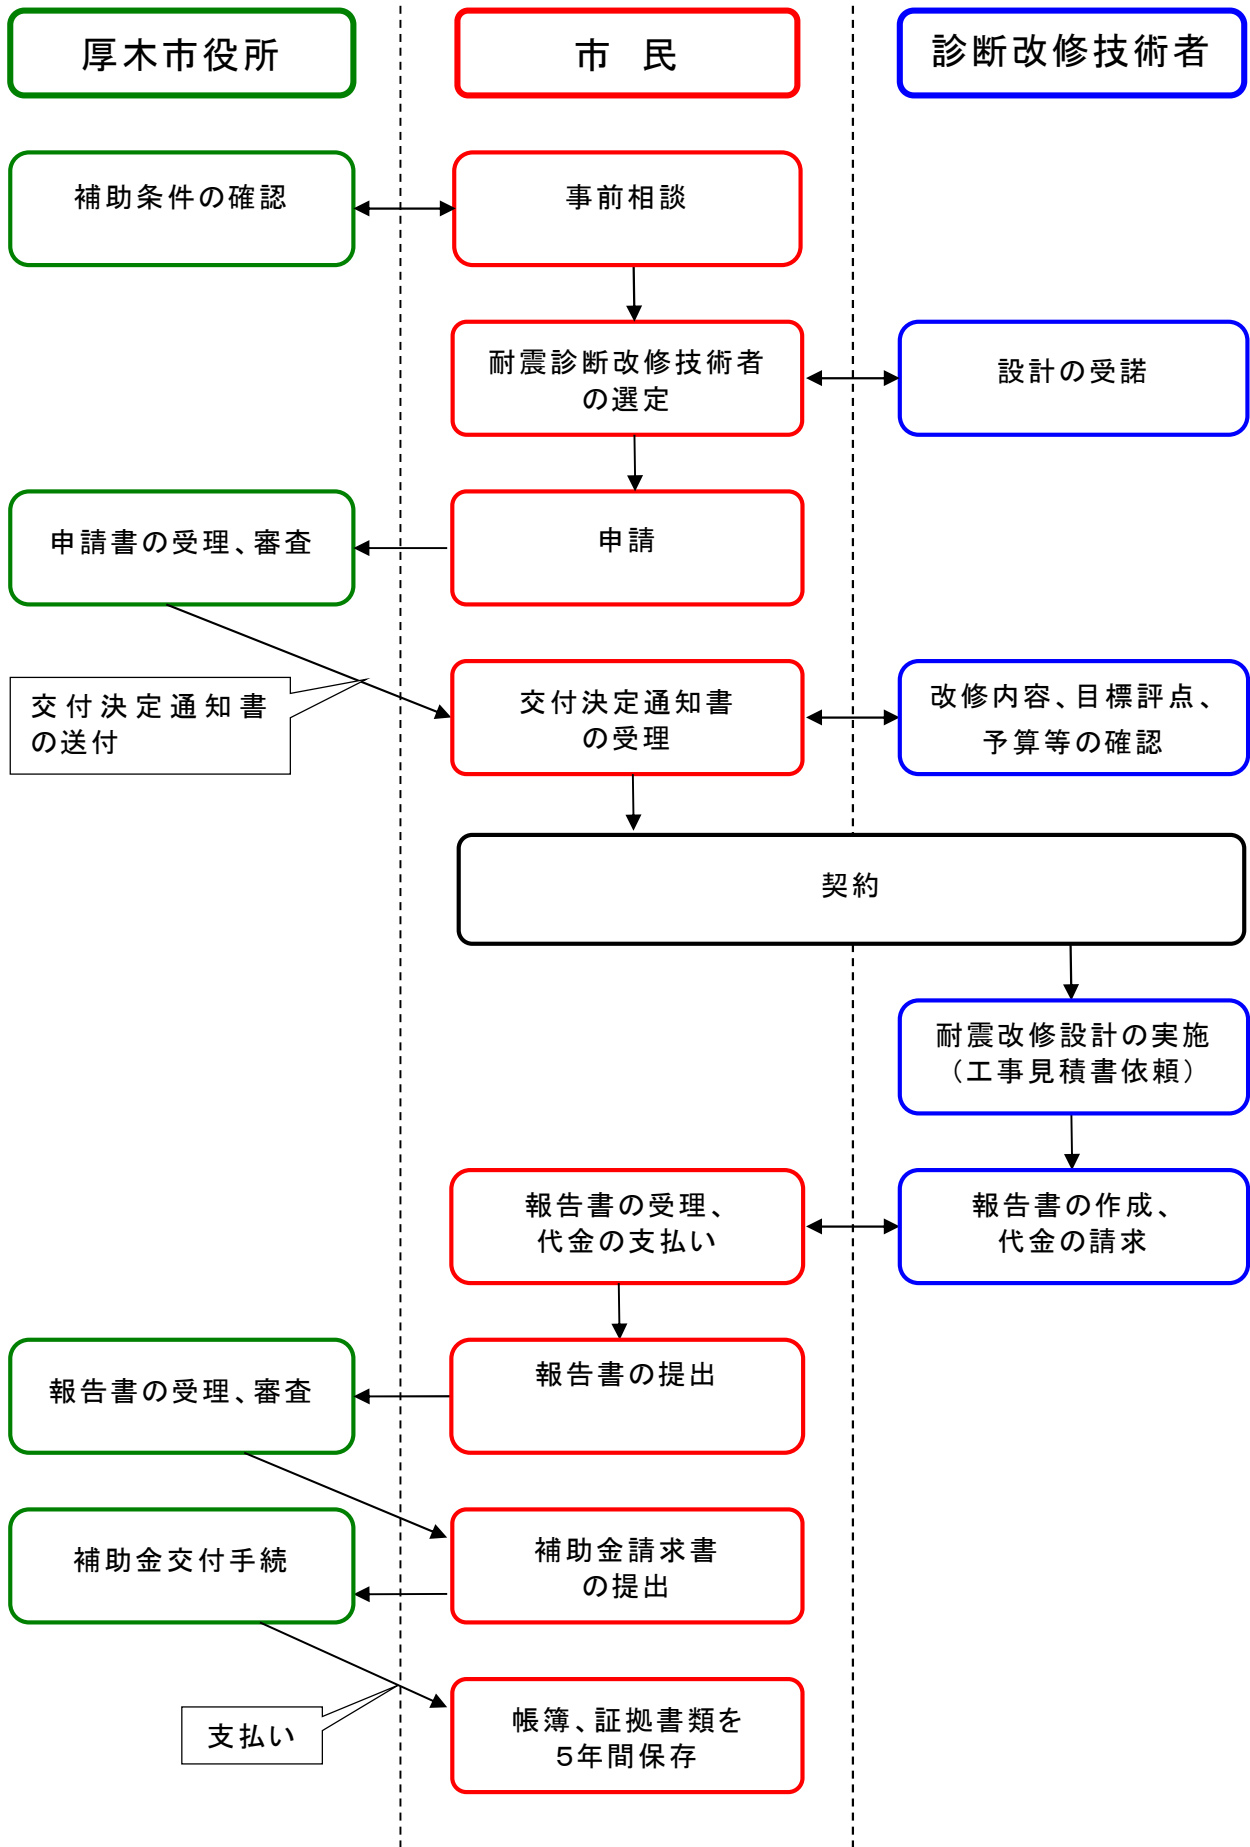 厚木市役所
市　民
診断改修技術者
補助条件の確認
事前相談
耐震診断改修技術者
の選定
設計の受諾
申請書の受理、審査
申請
交付決定通知書
の送付
交付決定通知書
の受理
改修内容、目標評点、
予算等の確認
契約
耐震改修設計の実施
（工事見積書依頼）
報告書の受理、
代金の支払い
報告書の作成、
代金の請求
報告書の受理、審査
報告書の提出
補助金交付手続
補助金請求書
の提出
支払い
帳簿、証拠書類を
5年間保存